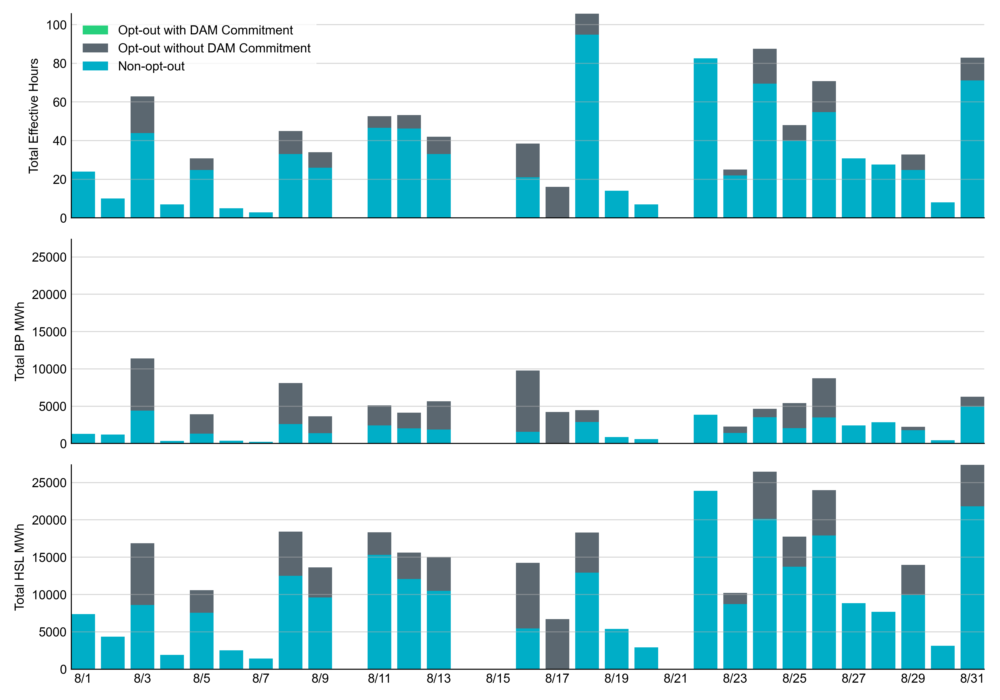 Total Effective Hours
100
80
60
40
20
0
Opt-out with DAM Commitment
Opt-out without DAM Commitment
Non-opt-out
Total BP MWh
25000
20000
15000
10000
5000
0
Total HSL MWh
25000
20000
15000
10000
5000
0
8/1 8/3 8/5 8/7 8/9 8/11 8/13 8/15 8/17 8/19 8/21 8/23 8/25 8/27 8/29 8/31